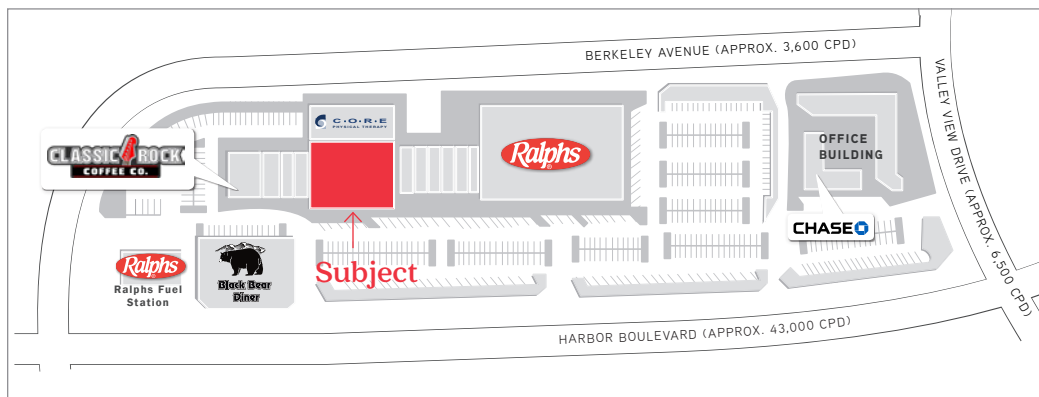 BERKELEY AVENUE (APPROX. 3,600 CPD)
VALLEY VIEW DRIVE (APPROX. 6,500 CPD)
C·O·R·E
PHYSICAL THERAPY
CLASSIC ROCK
COFFEE CO.
Ralphs
OFFICE
BUILDING
CHASE
Subject
Ralphs
Ralphs Fuel
Station
Black Bear
Diner
HARBOR BOULEVARD (APPROX. 43,000 CPD)